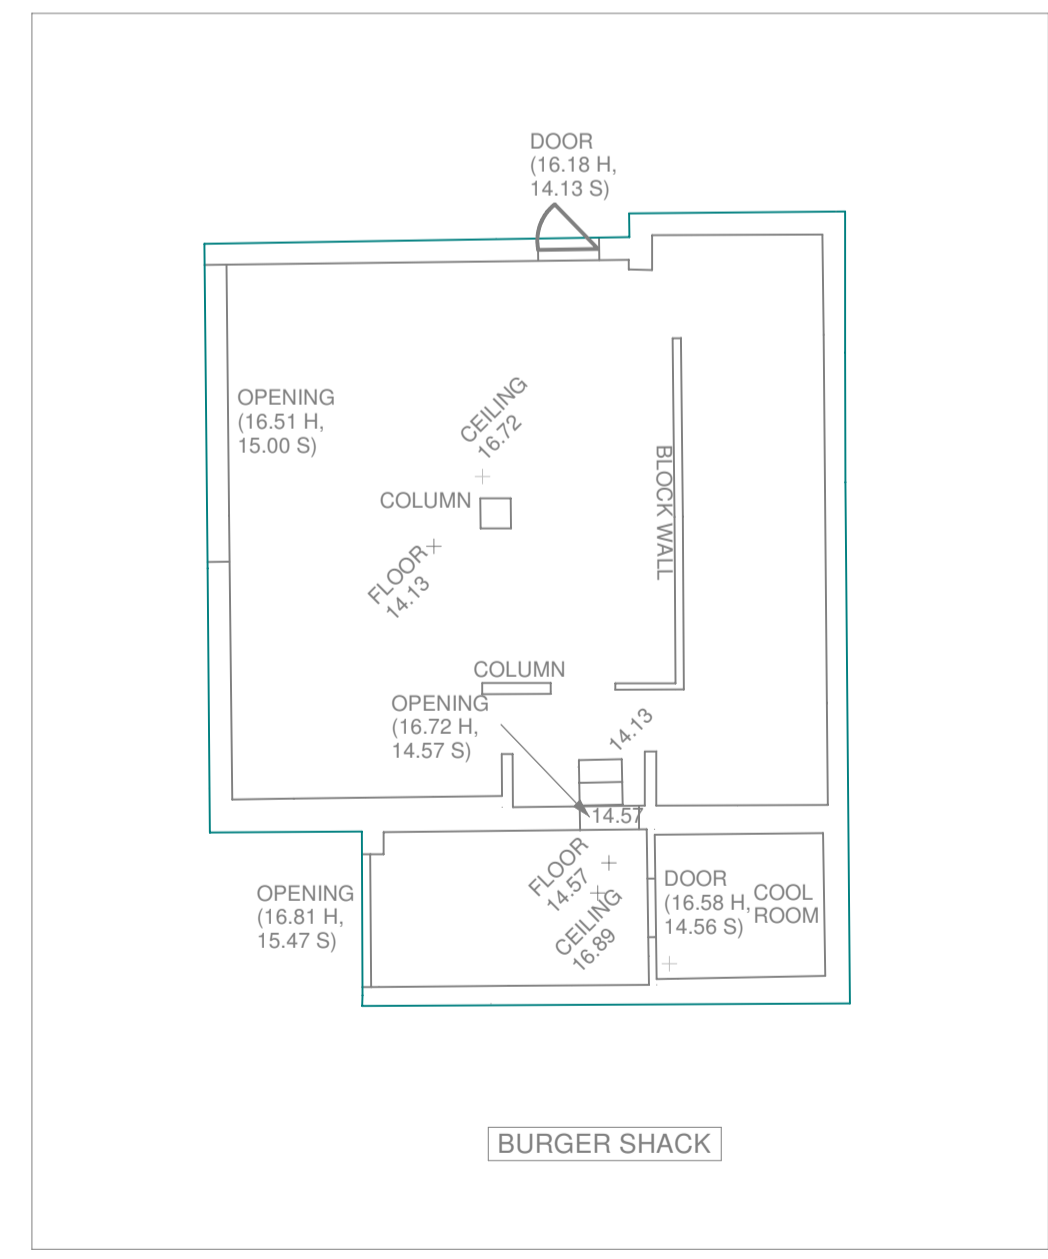 DOOR
(16.18 H,
14.13 S)
OPENING
(16.51 H,
15.00 S)
CEILING
16.72
COLUMN
BLOCK WALL
FLOOR
14.13
COLUMN
OPENING
(16.72 H,
14.57 S)
14.13
14.57
FLOOR
14.57
CEILING
16.89
OPENING
(16.81 H,
15.47 S)
DOOR
(16.58 H,
14.56 S)
COOL
ROOM
BURGER SHACK